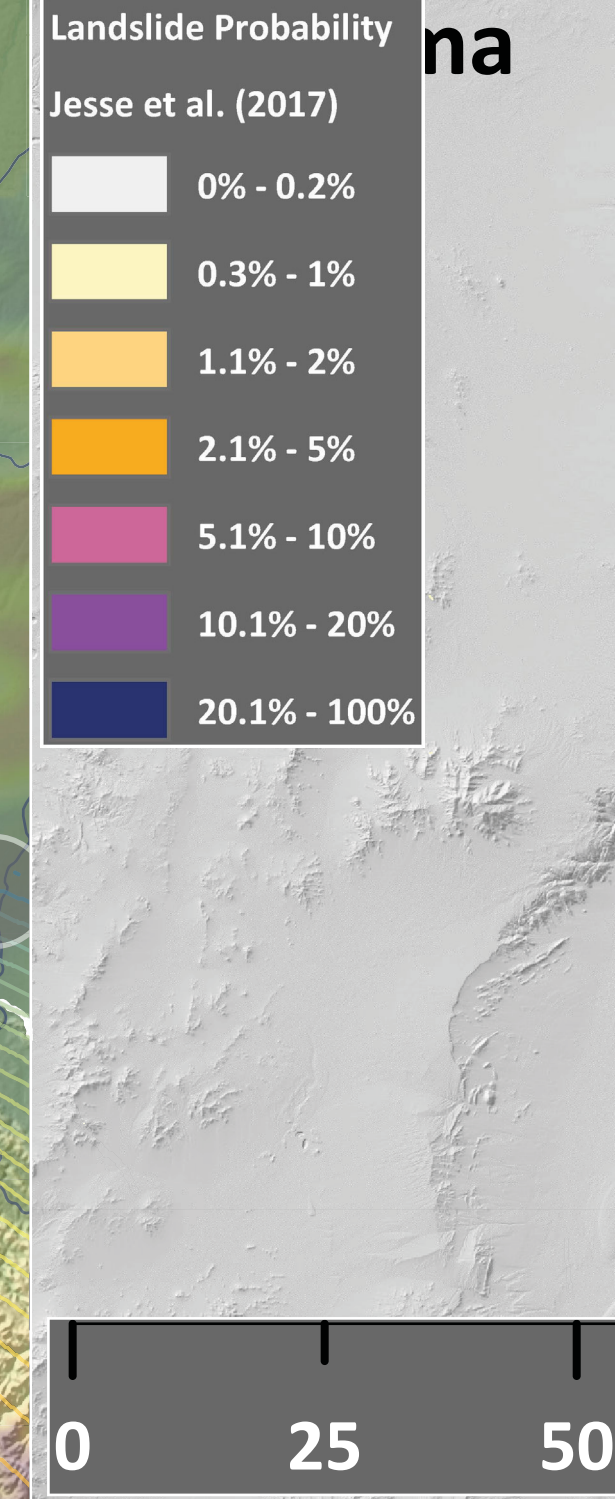 Landslide Probability
ma
Jesse et al. (2017)
0% - 0.2%
0.3% - 1%
1.1% - 2%
2.1% - 5%
5.1% - 10%
10.1% - 20%
20.1% - 100%
0 25 50